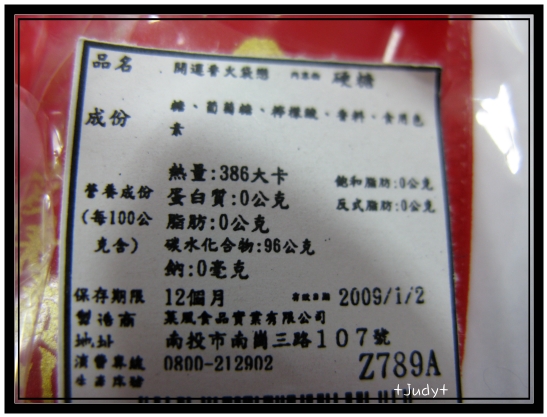 品名 開運香火袋 內容物 硬糖
成份 糖、葡萄糖、檸檬酸、香料、食用色
素
營養成份
(每100公
克含)
熱量:386大卡
蛋白質:0公克
脂肪:0公克
碳水化合物:96公克
鈉:0毫克
飽和脂肪:0公克
反式脂肪:0公克
保存期限 12個月 有效日期 2009/1/2
製造商 葉風食品實業有限公司
地址 南投市南崗三路107號
消費專線 0800-212902
Z789A
+Judy+